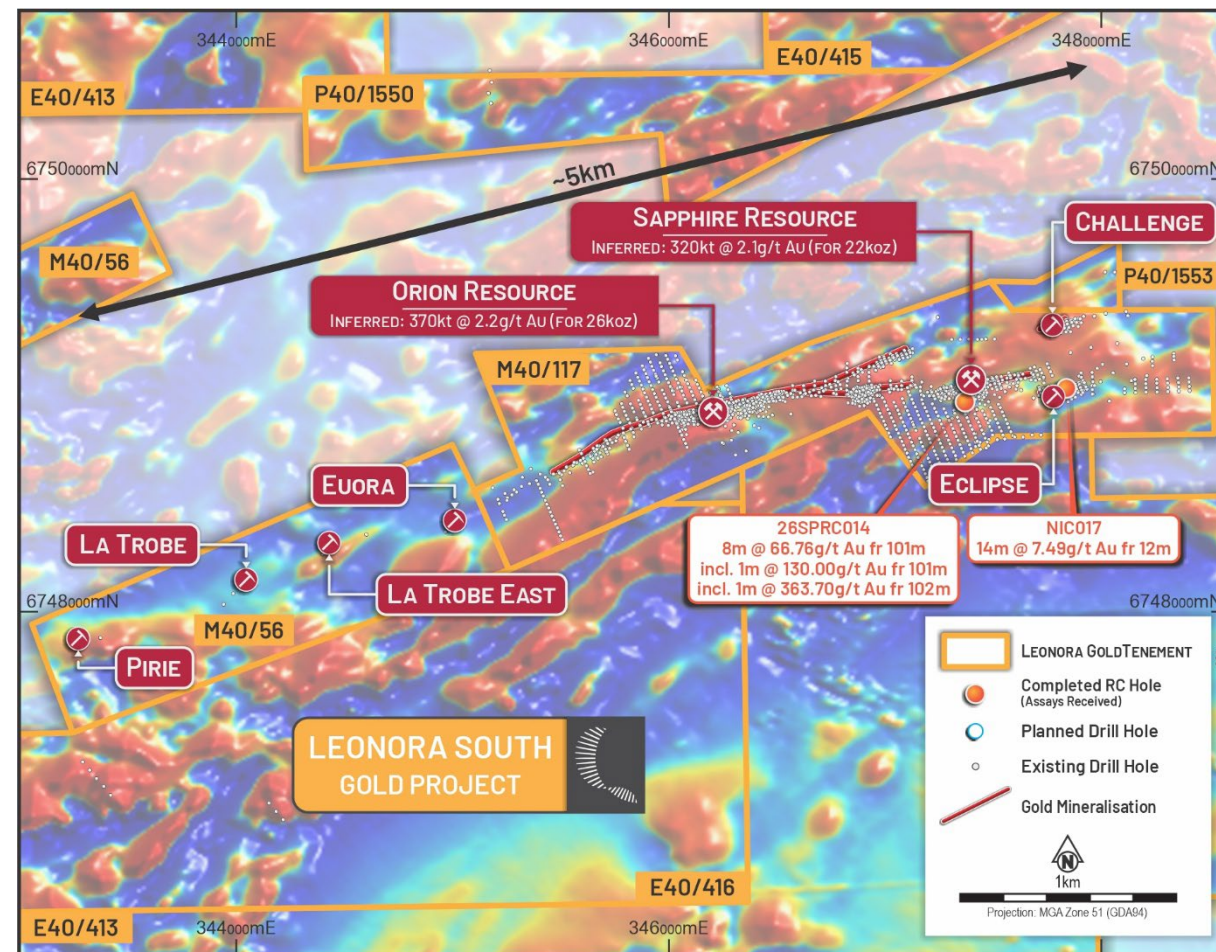 344000mE
346000mE
348000mE
E40/413
P40/1550
E40/415
6750000mN
6750000mN
~5km
M40/56
SAPPHIRE RESOURCE
INFERRED: 320kt @ 2.1g/t Au (FOR 22koz)
CHALLENGE
P40/1553
ORION RESOURCE
INFERRED: 370kt @ 2.2g/t Au (FOR 26koz)
M40/117
EUORA
ECLIPSE
LA TROBE
LA TROBE EAST
26SPRC014
8m @ 66.76g/t Au fr 101m
incl. 1m @ 130.00g/t Au fr 101m
incl. 1m @ 363.70g/t Au fr 102m
NIC017
14m @ 7.49g/t Au fr 12m
6748000mN
6748000mN
M40/56
PIRIE
LEONORA SOUTH
GOLD PROJECT
LEONORA GOLDTENEMENT
Completed RC Hole
(Assays Received)
Planned Drill Hole
Existing Drill Hole
Gold Mineralisation
N
1km
Projection: MGA Zone 51 (GDA94)
E40/416
E40/413
344000mE
346000mE